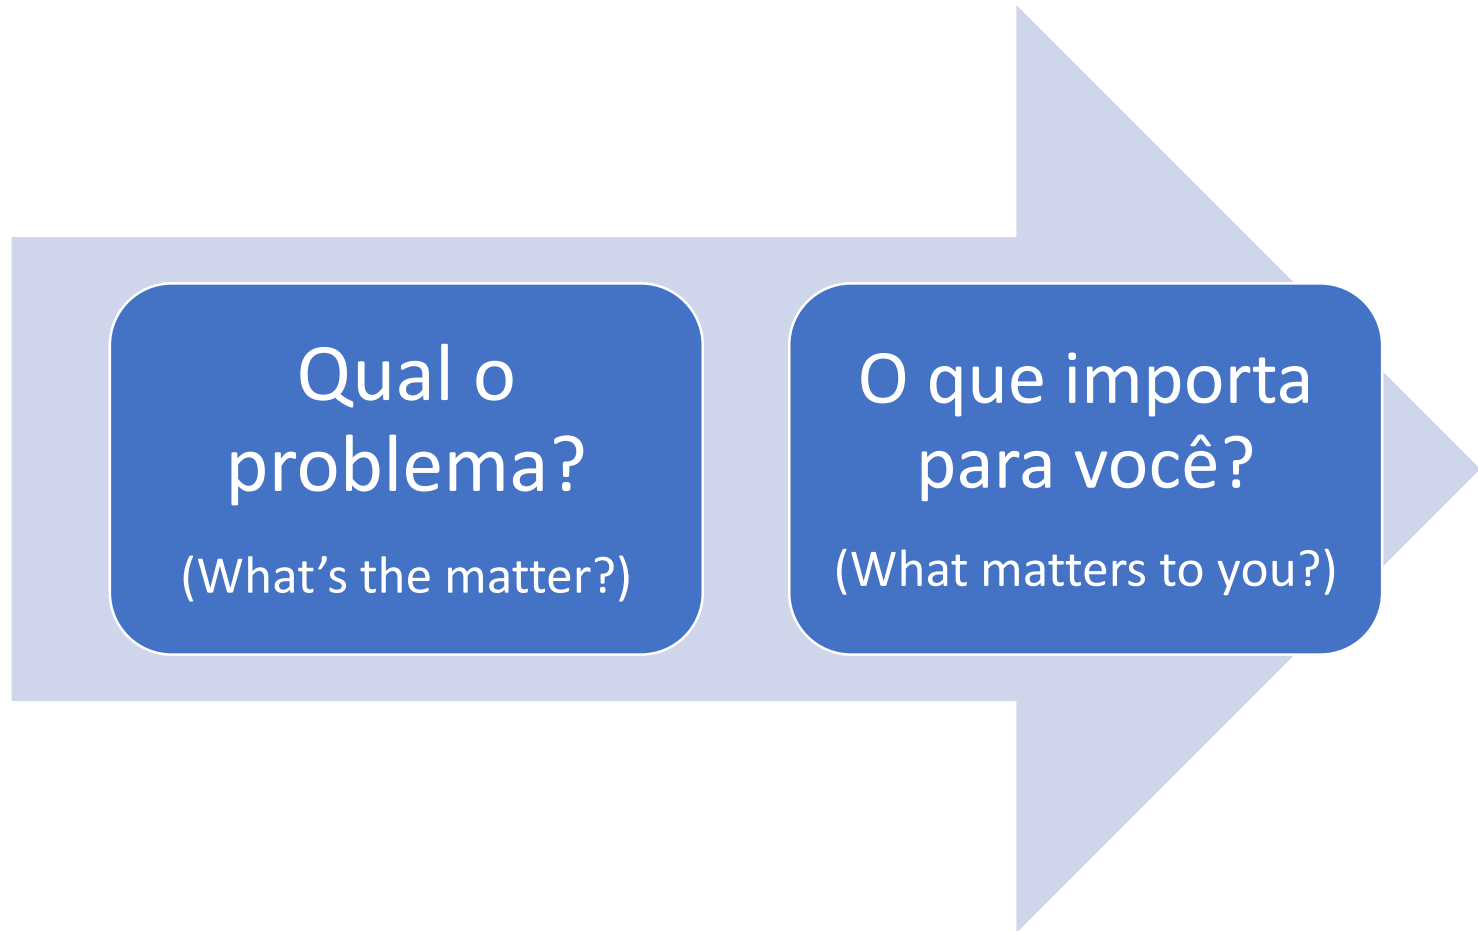 Qual o
problema?
(What’s the matter?)
O que importa
para você?
(What matters to you?)